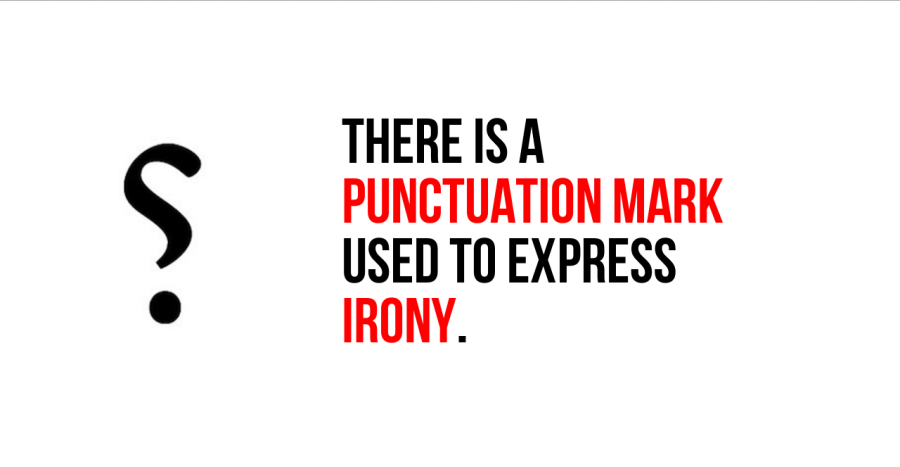 ⸮
THERE IS A
PUNCTUATION MARK
USED TO EXPRESS
IRONY.